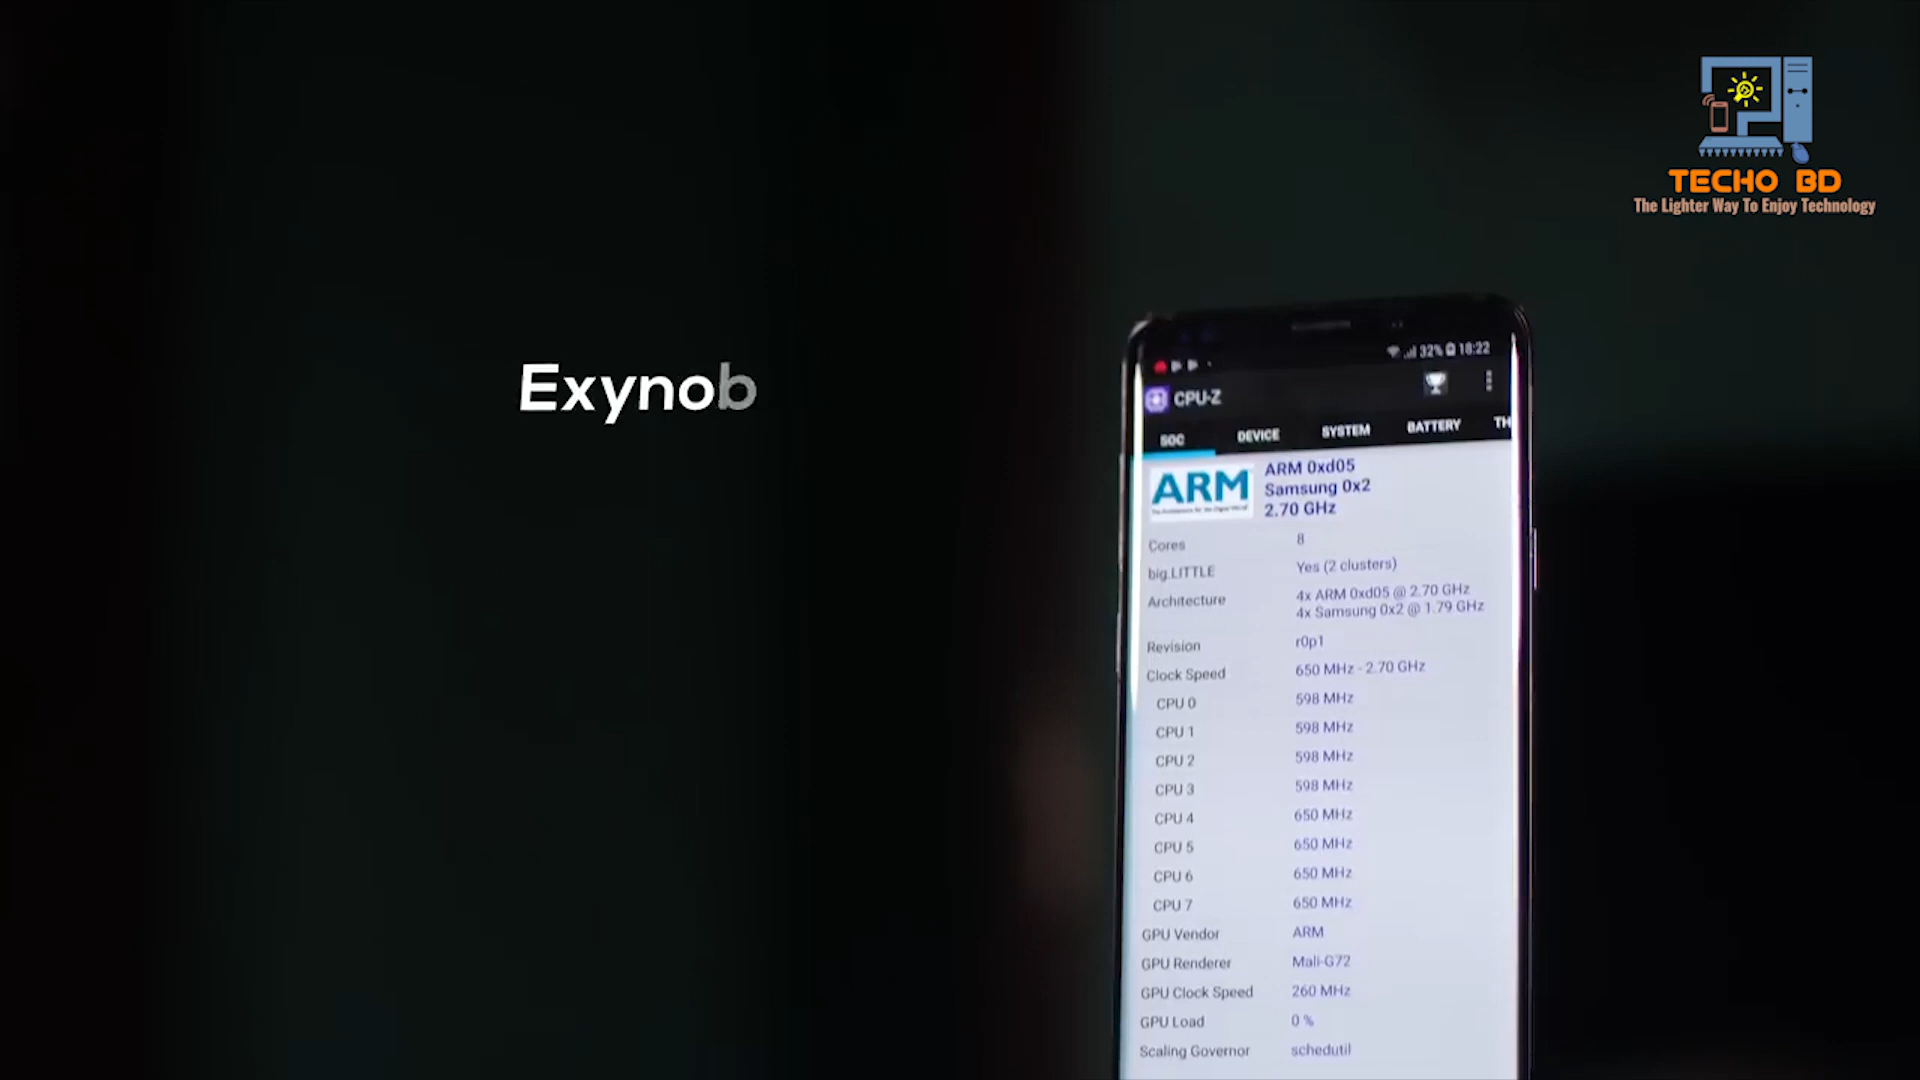 TECHO BD
The Lighter Way To Enjoy Technology
Exynob
32% 18:22
CPU-Z
SOC DEVICE SYSTEM BATTERY TH
ARM
ARM 0xd05
Samsung 0x2
2.70 GHz
Cores 8
big.LITTLE Yes (2 clusters)
Architecture 4x ARM 0xd05 @ 2.70 GHz
4x Samsung 0x2 @ 1.79 GHz
Revision r0p1
Clock Speed 650 MHz - 2.70 GHz
CPU 0 598 MHz
CPU 1 598 MHz
CPU 2 598 MHz
CPU 3 598 MHz
CPU 4 650 MHz
CPU 5 650 MHz
CPU 6 650 MHz
CPU 7 650 MHz
GPU Vendor ARM
GPU Renderer Mali-G72
GPU Clock Speed 260 MHz
GPU Load 0 %
Scaling Governor schedutil